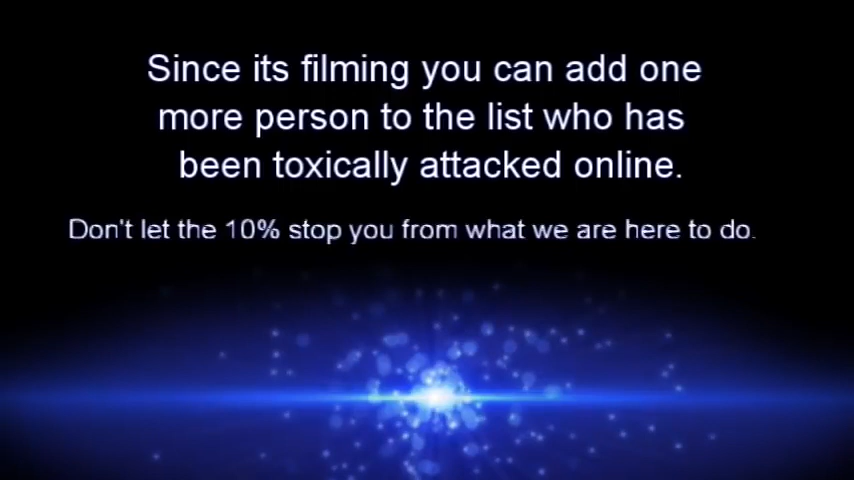 Since its filming you can add one
more person to the list who has
been toxically attacked online.
Don't let the 10% stop you from what we are here to do.